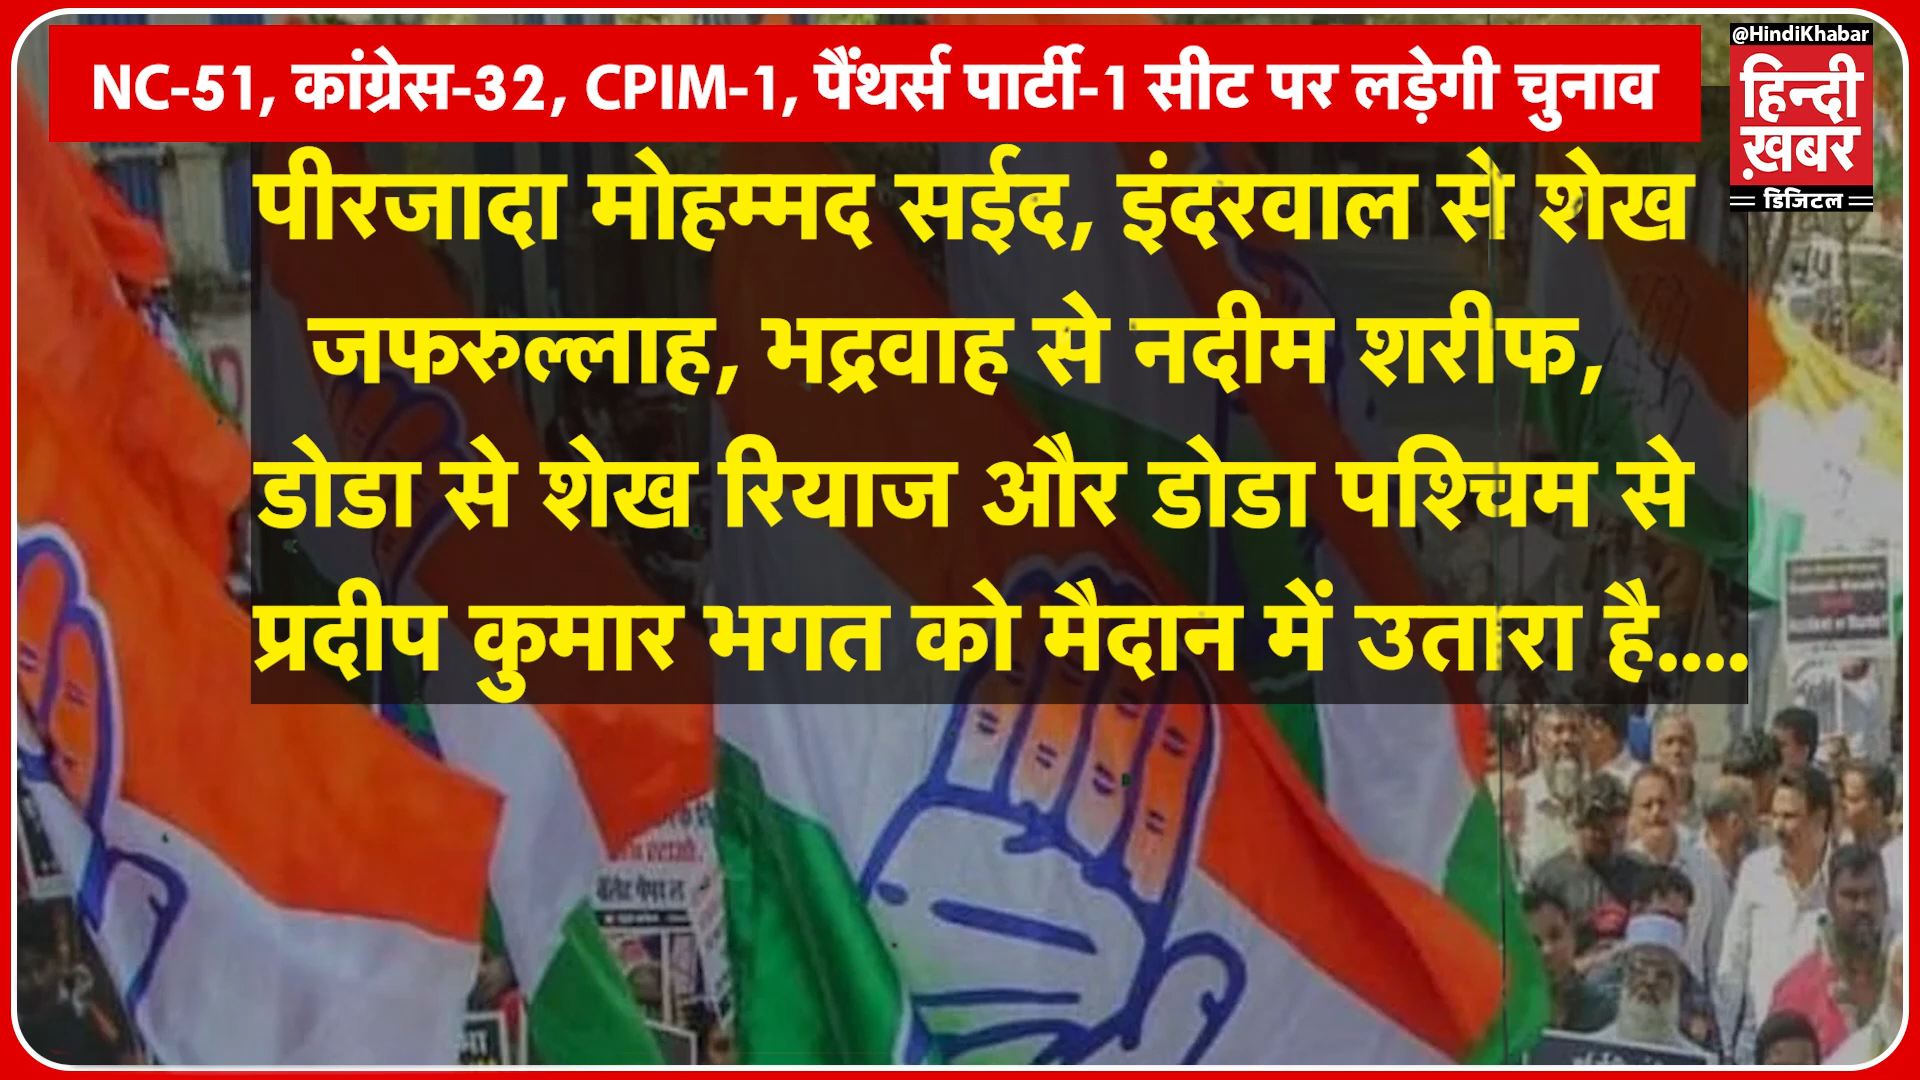 NC-51, कांग्रेस-32, CPIM-1, पैंथर्स पार्टी-1 सीट पर लड़ेगी चुनाव
@HindiKhabar
हिन्दी
ख़बर
डिजिटल
पीरजादा मोहम्मद सईद, इंदरवाल से शेख
जफरुल्लाह, भद्रवाह से नदीम शरीफ,
डोडा से शेख रियाज और डोडा पश्चिम से
प्रदीप कुमार भगत को मैदान में उतारा है....